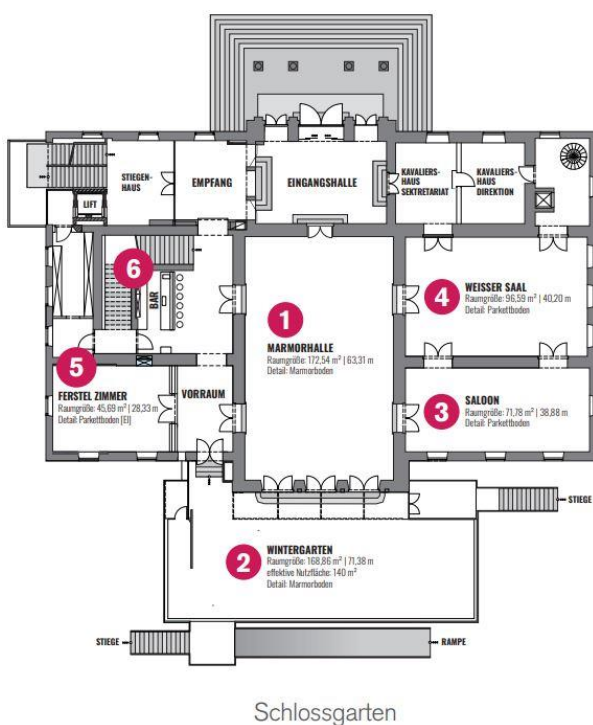 STIEGEN-
HAUS
EMPFANG
EINGANGSHALLE
KAVALIERS-
HAUS
SEKRETARIAT
KAVALIERS-
HAUS
DIREKTION
LIFT
6
BAR
1
MARMORHALLE
Raumgröße: 172,54 m² | 63,31 m
Detail: Marmorboden
4
WEISSER SAAL
Raumgröße: 96,59 m² | 40,20 m
Detail: Parkettboden
5
FERSTEL ZIMMER
Raumgröße: 45,69 m² | 28,33 m
Detail Parkettboden [EI]
VORRAUM
3
SALOON
Raumgröße: 71,78 m² | 38,88 m
Detail: Parkettboden
STIEGE
2
WINTERGARTEN
Raumgröße: 168,86 m² | 71,38 m
effektive Nutzfläche: 140 m²
Detail: Marmorboden
STIEGE
RAMPE
Schlossgarten